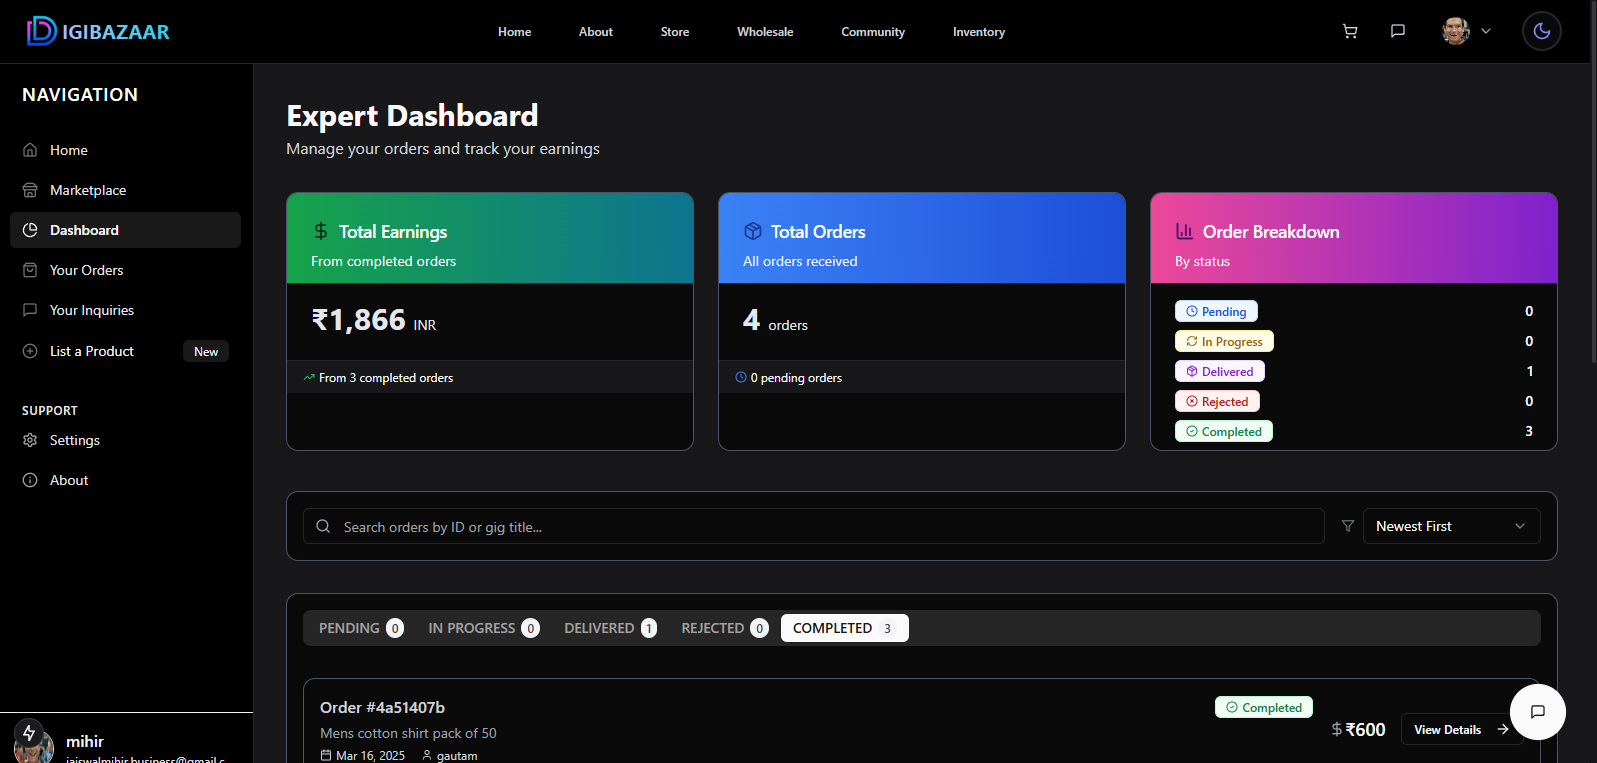 DIGIBAZAAR
Home
About
Store
Wholesale
Community
Inventory
NAVIGATION
Home
Marketplace
Dashboard
Your Orders
Your Inquiries
List a Product New
SUPPORT
Settings
About
mihir
jaiswalmihir.business@gmail.c
Expert Dashboard
Manage your orders and track your earnings
$ Total Earnings
From completed orders
₹1,866 INR
From 3 completed orders
Total Orders
All orders received
4 orders
0 pending orders
Order Breakdown
By status
Pending 0
In Progress 0
Delivered 1
Rejected 0
Completed 3
Search orders by ID or gig title...
Newest First
PENDING 0
IN PROGRESS 0
DELIVERED 1
REJECTED 0
COMPLETED 3
Order #4a51407b
Mens cotton shirt pack of 50
Mar 16, 2025 gautam
Completed
$ ₹600
View Details